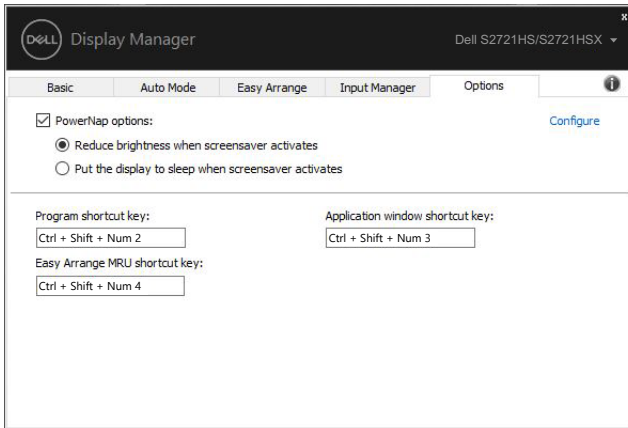 DELL Display Manager
Dell S2721HS/S2721HSX
x
Basic Auto Mode Easy Arrange Input Manager Options i
PowerNap options: Configure
Reduce brightness when screensaver activates
Put the display to sleep when screensaver activates
Program shortcut key: Application window shortcut key:
Ctrl + Shift + Num 2 Ctrl + Shift + Num 3
Easy Arrange MRU shortcut key:
Ctrl + Shift + Num 4